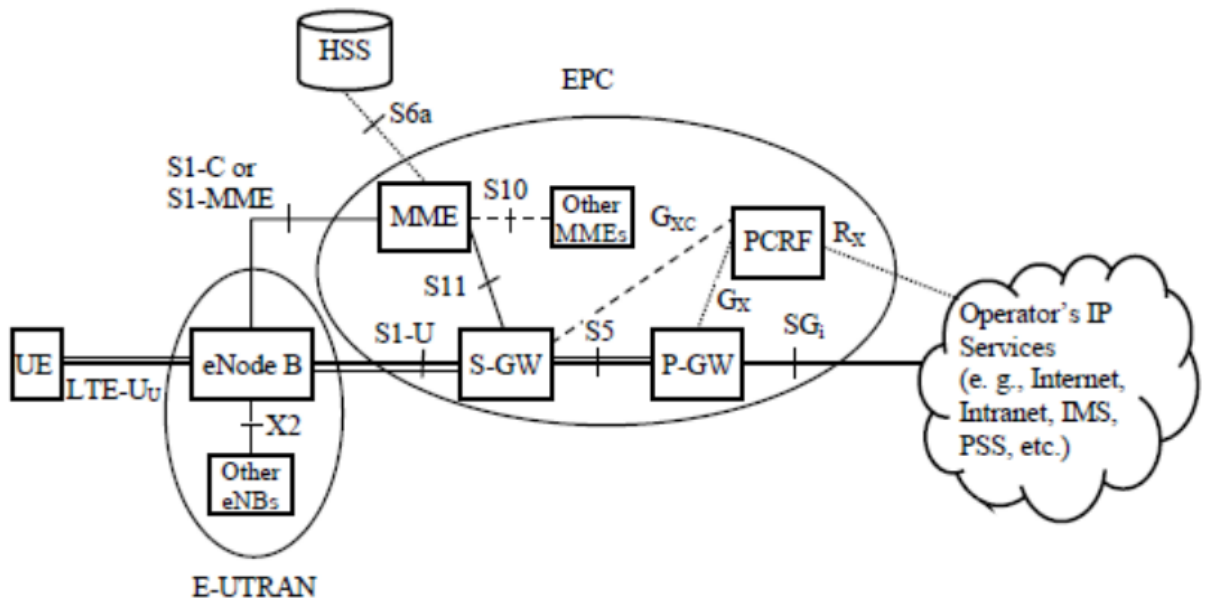 HSS
EPC
S6a
S1-C or
S1-MME
MME
S10
Other
MMEs
GXC
PCRF
RX
S11
GX
Operator’s IP
Services
(e. g., Internet,
Intranet, IMS,
PSS, etc.)
UE
LTE-UU
eNode B
S1-U
S-GW
S5
P-GW
SGi
X2
Other
eNBs
E-UTRAN